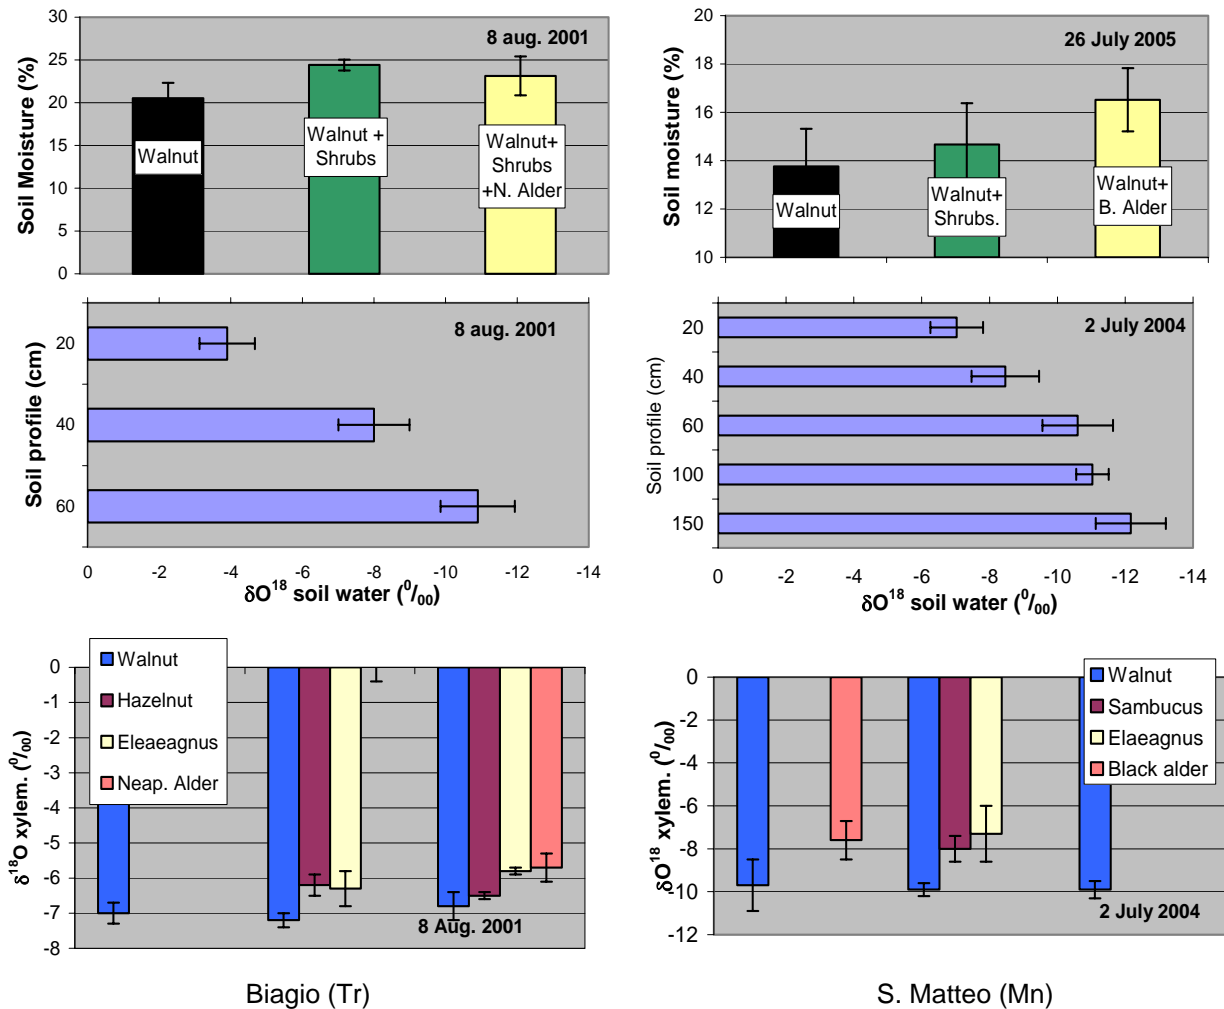 Soil Moisture (%)
30
25
20
15
10
5
0
8 aug. 2001
Walnut
Walnut +
Shrubs
Walnut+
Shrubs
+N. Alder
Soil moisture (%)
20
18
16
14
12
10
26 July 2005
Walnut
Walnut+
Shrubs.
Walnut+
B. Alder
Soil profile (cm)
20
40
60
8 aug. 2001
0 -2 -4 -6 -8 -10 -12 -14
δO¹⁸ soil water (⁰/₀₀)
Soil profile (cm)
20
40
60
100
150
2 July 2004
0 -2 -4 -6 -8 -10 -12 -14
δO¹⁸ soil water (⁰/₀₀)
δ¹⁸O xylem. (⁰/₀₀)
0
-1
-2
-3
-4
-5
-6
-7
-8
Walnut
Hazelnut
Eleaeagnus
Neap. Alder
8 Aug. 2001
δO¹⁸ xylem. (⁰/₀₀)
0
-2
-4
-6
-8
-10
-12
Walnut
Sambucus
Elaeagnus
Black alder
2 July 2004
Biagio (Tr)
S. Matteo (Mn)